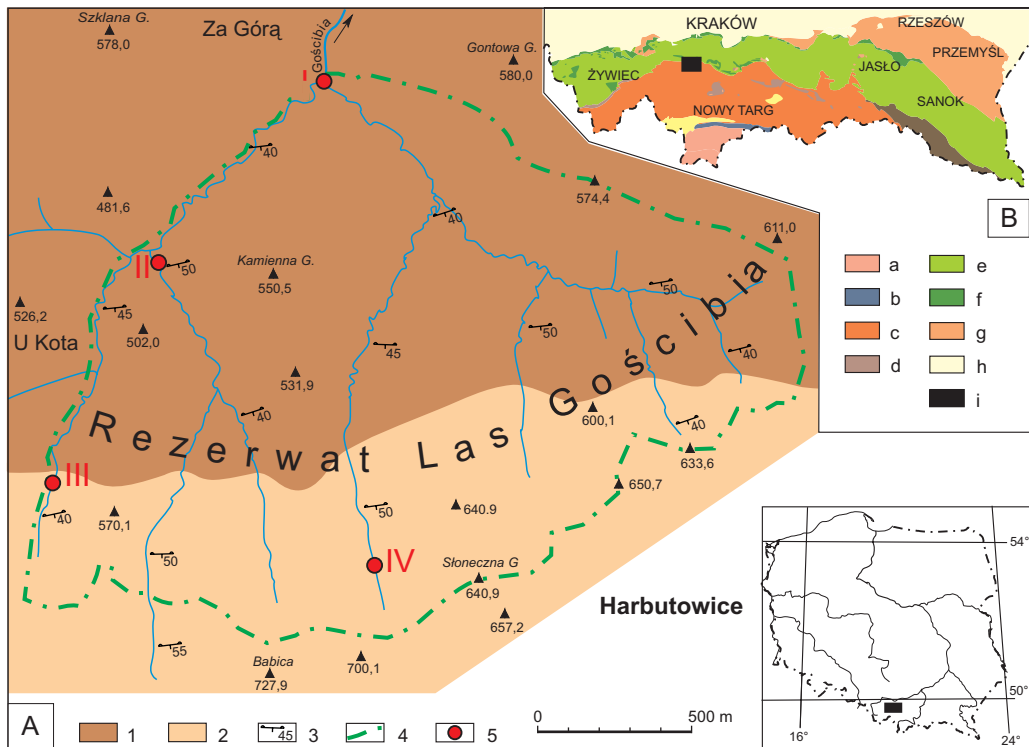 Szklana G.
578,0
Za Górą
Gościbia
Gontowa G.
580,0
I
40
481,6
574,4
40
611,0
II
50
Kamienna G.
550,5
50
526,2
45
U Kota
502,0
50
45
40
531,9
40
600,1
40
Rezerwat Las Gościbia
633,6
III
650,7
40
570,1
50
640.9
50
IV
Słoneczna G
640,9
657,2
55
Babica
727,9
700,1
Harbutowice
A
1
2
45
3
4
5
0
500 m
KRAKÓW
RZESZÓW
PRZEMYŚL
ŻYWIEC
JASŁO
SANOK
NOWY TARG
B
a
e
b
f
c
g
d
h
i
54°
50°
16°
24°